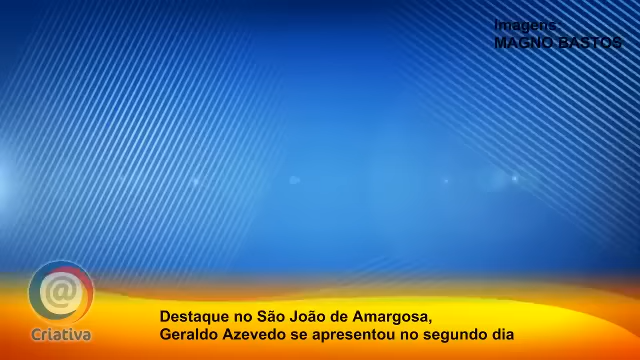 Imagens
MAGNO BASTOS
@
Criativa
Destaque no São João de Amargosa,
Geraldo Azevedo se apresentou no segundo dia